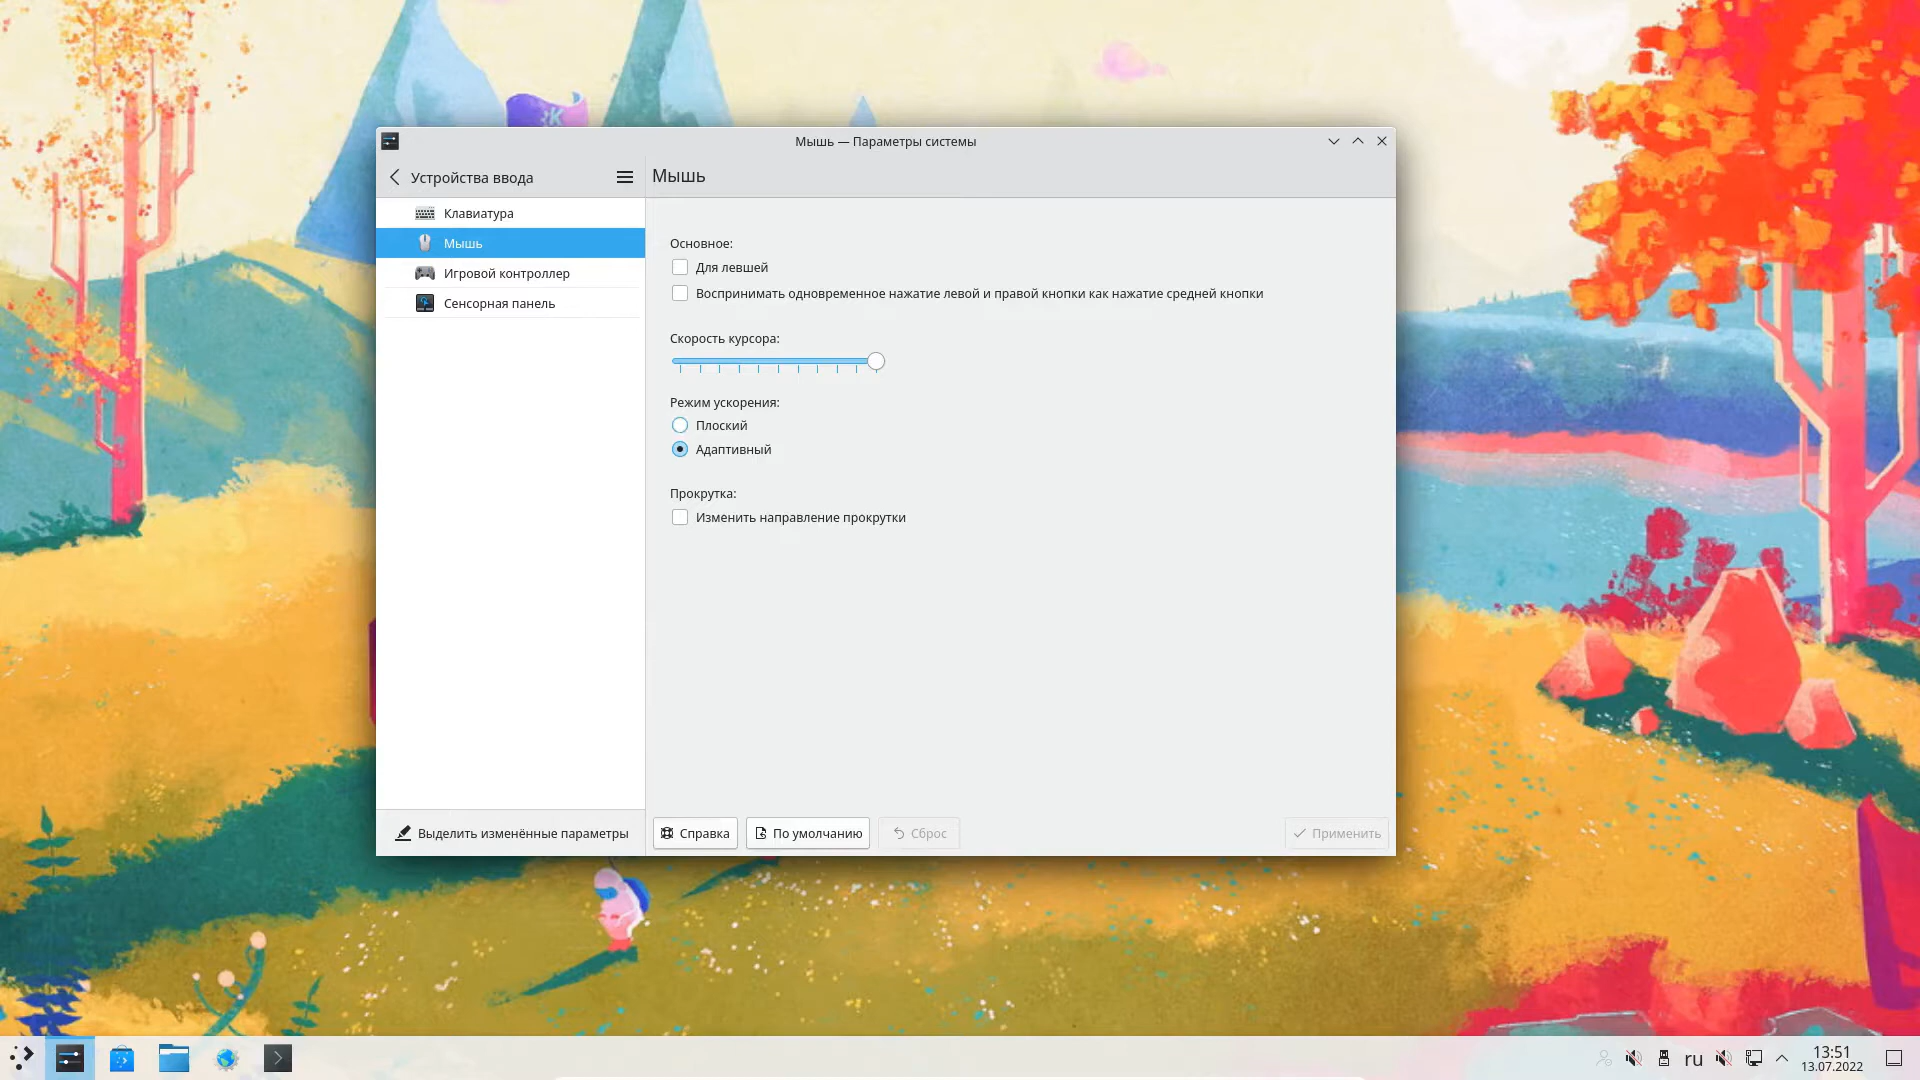 Мышь — Параметры системы
Устройства ввода
Мышь
Клавиатура
Мышь
Игровой контроллер
Сенсорная панель
Основное:
Для левшей
Воспринимать одновременное нажатие левой и правой кнопки как нажатие средней кнопки
Скорость курсора:
Режим ускорения:
Плоский
Адаптивный
Прокрутка:
Изменить направление прокрутки
Выделить изменённые параметры
Справка
По умолчанию
Сброс
Применить
ru
13:51
13.07.2022